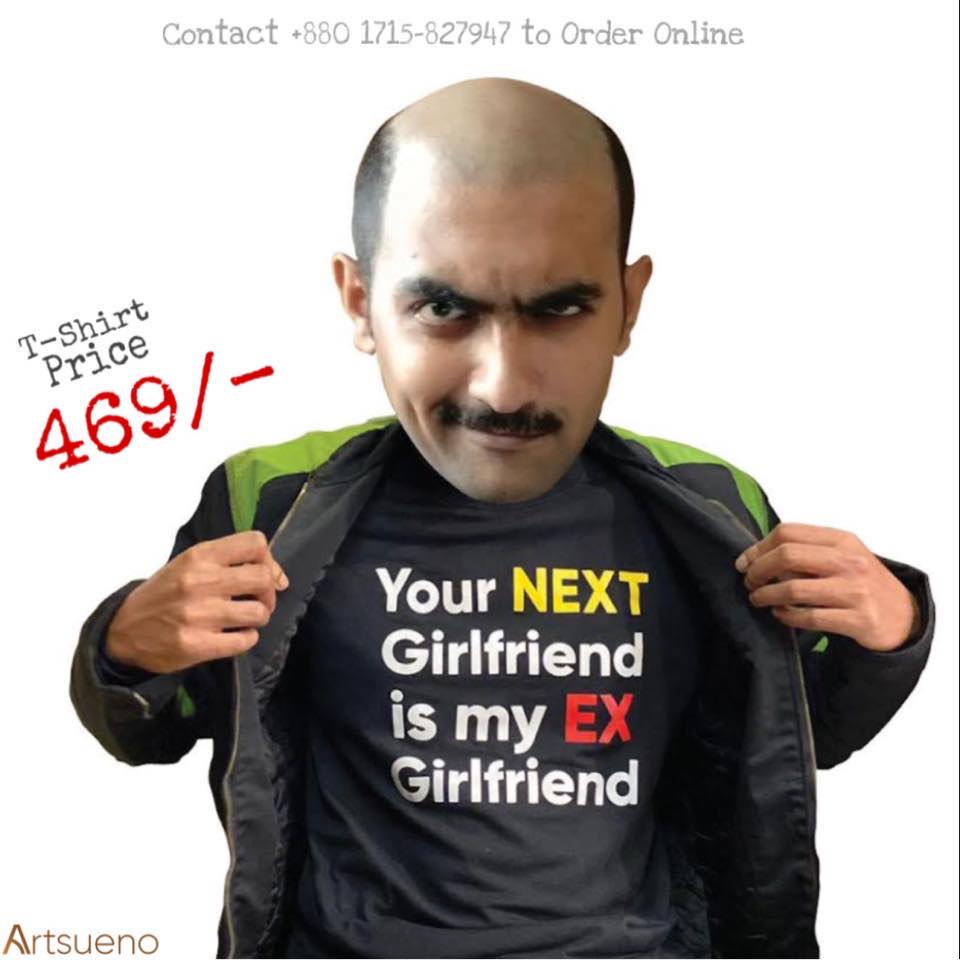 Contact +880 1715-827947 to Order Online
T-Shirt
Price
469/-
Your NEXT
Girlfriend
is my EX
Girlfriend
Artsueno